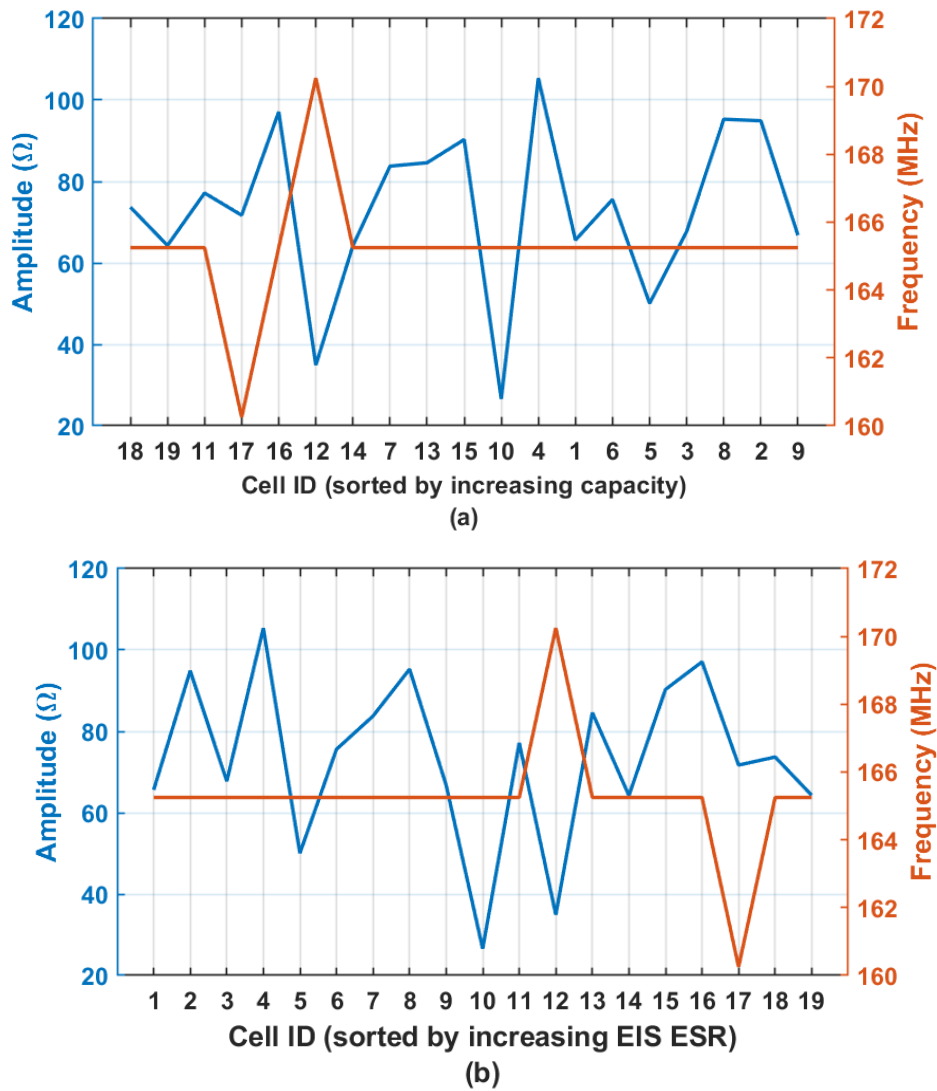 120
100
80
60
40
20
Amplitude (Ω)
172
170
168
166
164
162
160
Frequency (MHz)
18 19 11 17 16 12 14 7 13 15 10 4 1 6 5 3 8 2 9
Cell ID (sorted by increasing capacity)
(a)
120
100
80
60
40
20
Amplitude (Ω)
172
170
168
166
164
162
160
Frequency (MHz)
1 2 3 4 5 6 7 8 9 10 11 12 13 14 15 16 17 18 19
Cell ID (sorted by increasing EIS ESR)
(b)